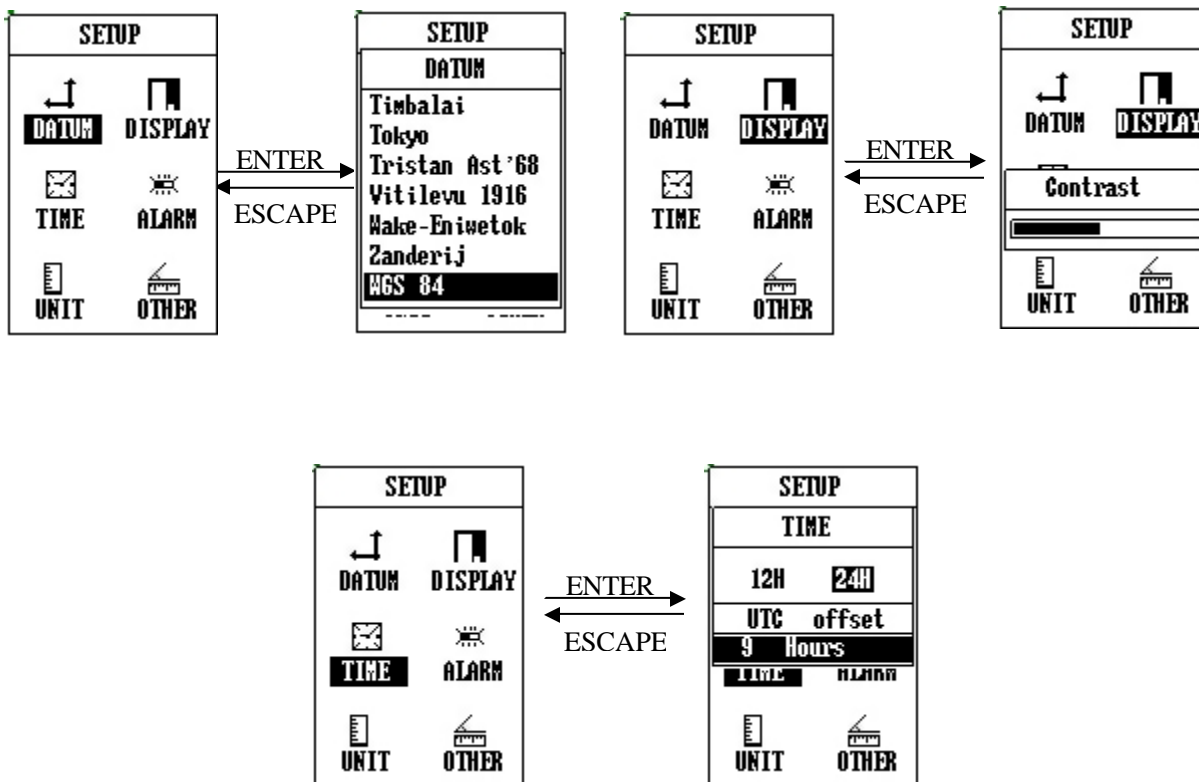 SETUP
DATUM DISPLAY
TIME ALARM
UNIT OTHER
ENTER
ESCAPE
SETUP
DATUM
Timbalai
Tokyo
Tristan Ast'68
Vitilevu 1916
Wake-Eniwetok
Zanderij
WGS 84
SETUP
DATUM DISPLAY
TIME ALARM
UNIT OTHER
ENTER
ESCAPE
SETUP
DATUM DISPLAY
Contrast
UNIT OTHER
SETUP
DATUM DISPLAY
TIME ALARM
UNIT OTHER
ENTER
ESCAPE
SETUP
TIME
12H 24H
UTC offset
9 Hours
TIME ALARM
UNIT OTHER